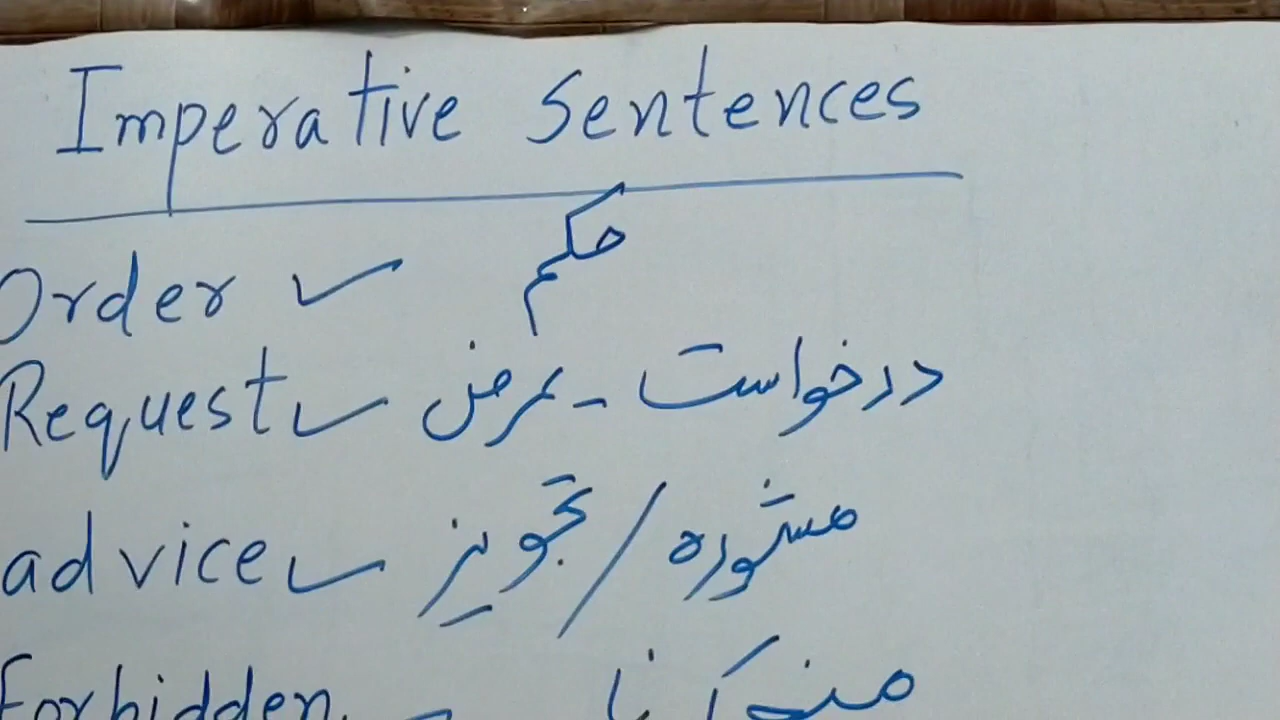 Imperative Sentences
Order ✓ حکم
Request ✓ درخواست - عرض
advice ✓ مشورہ / تجویز
Forbidden منع کرنا